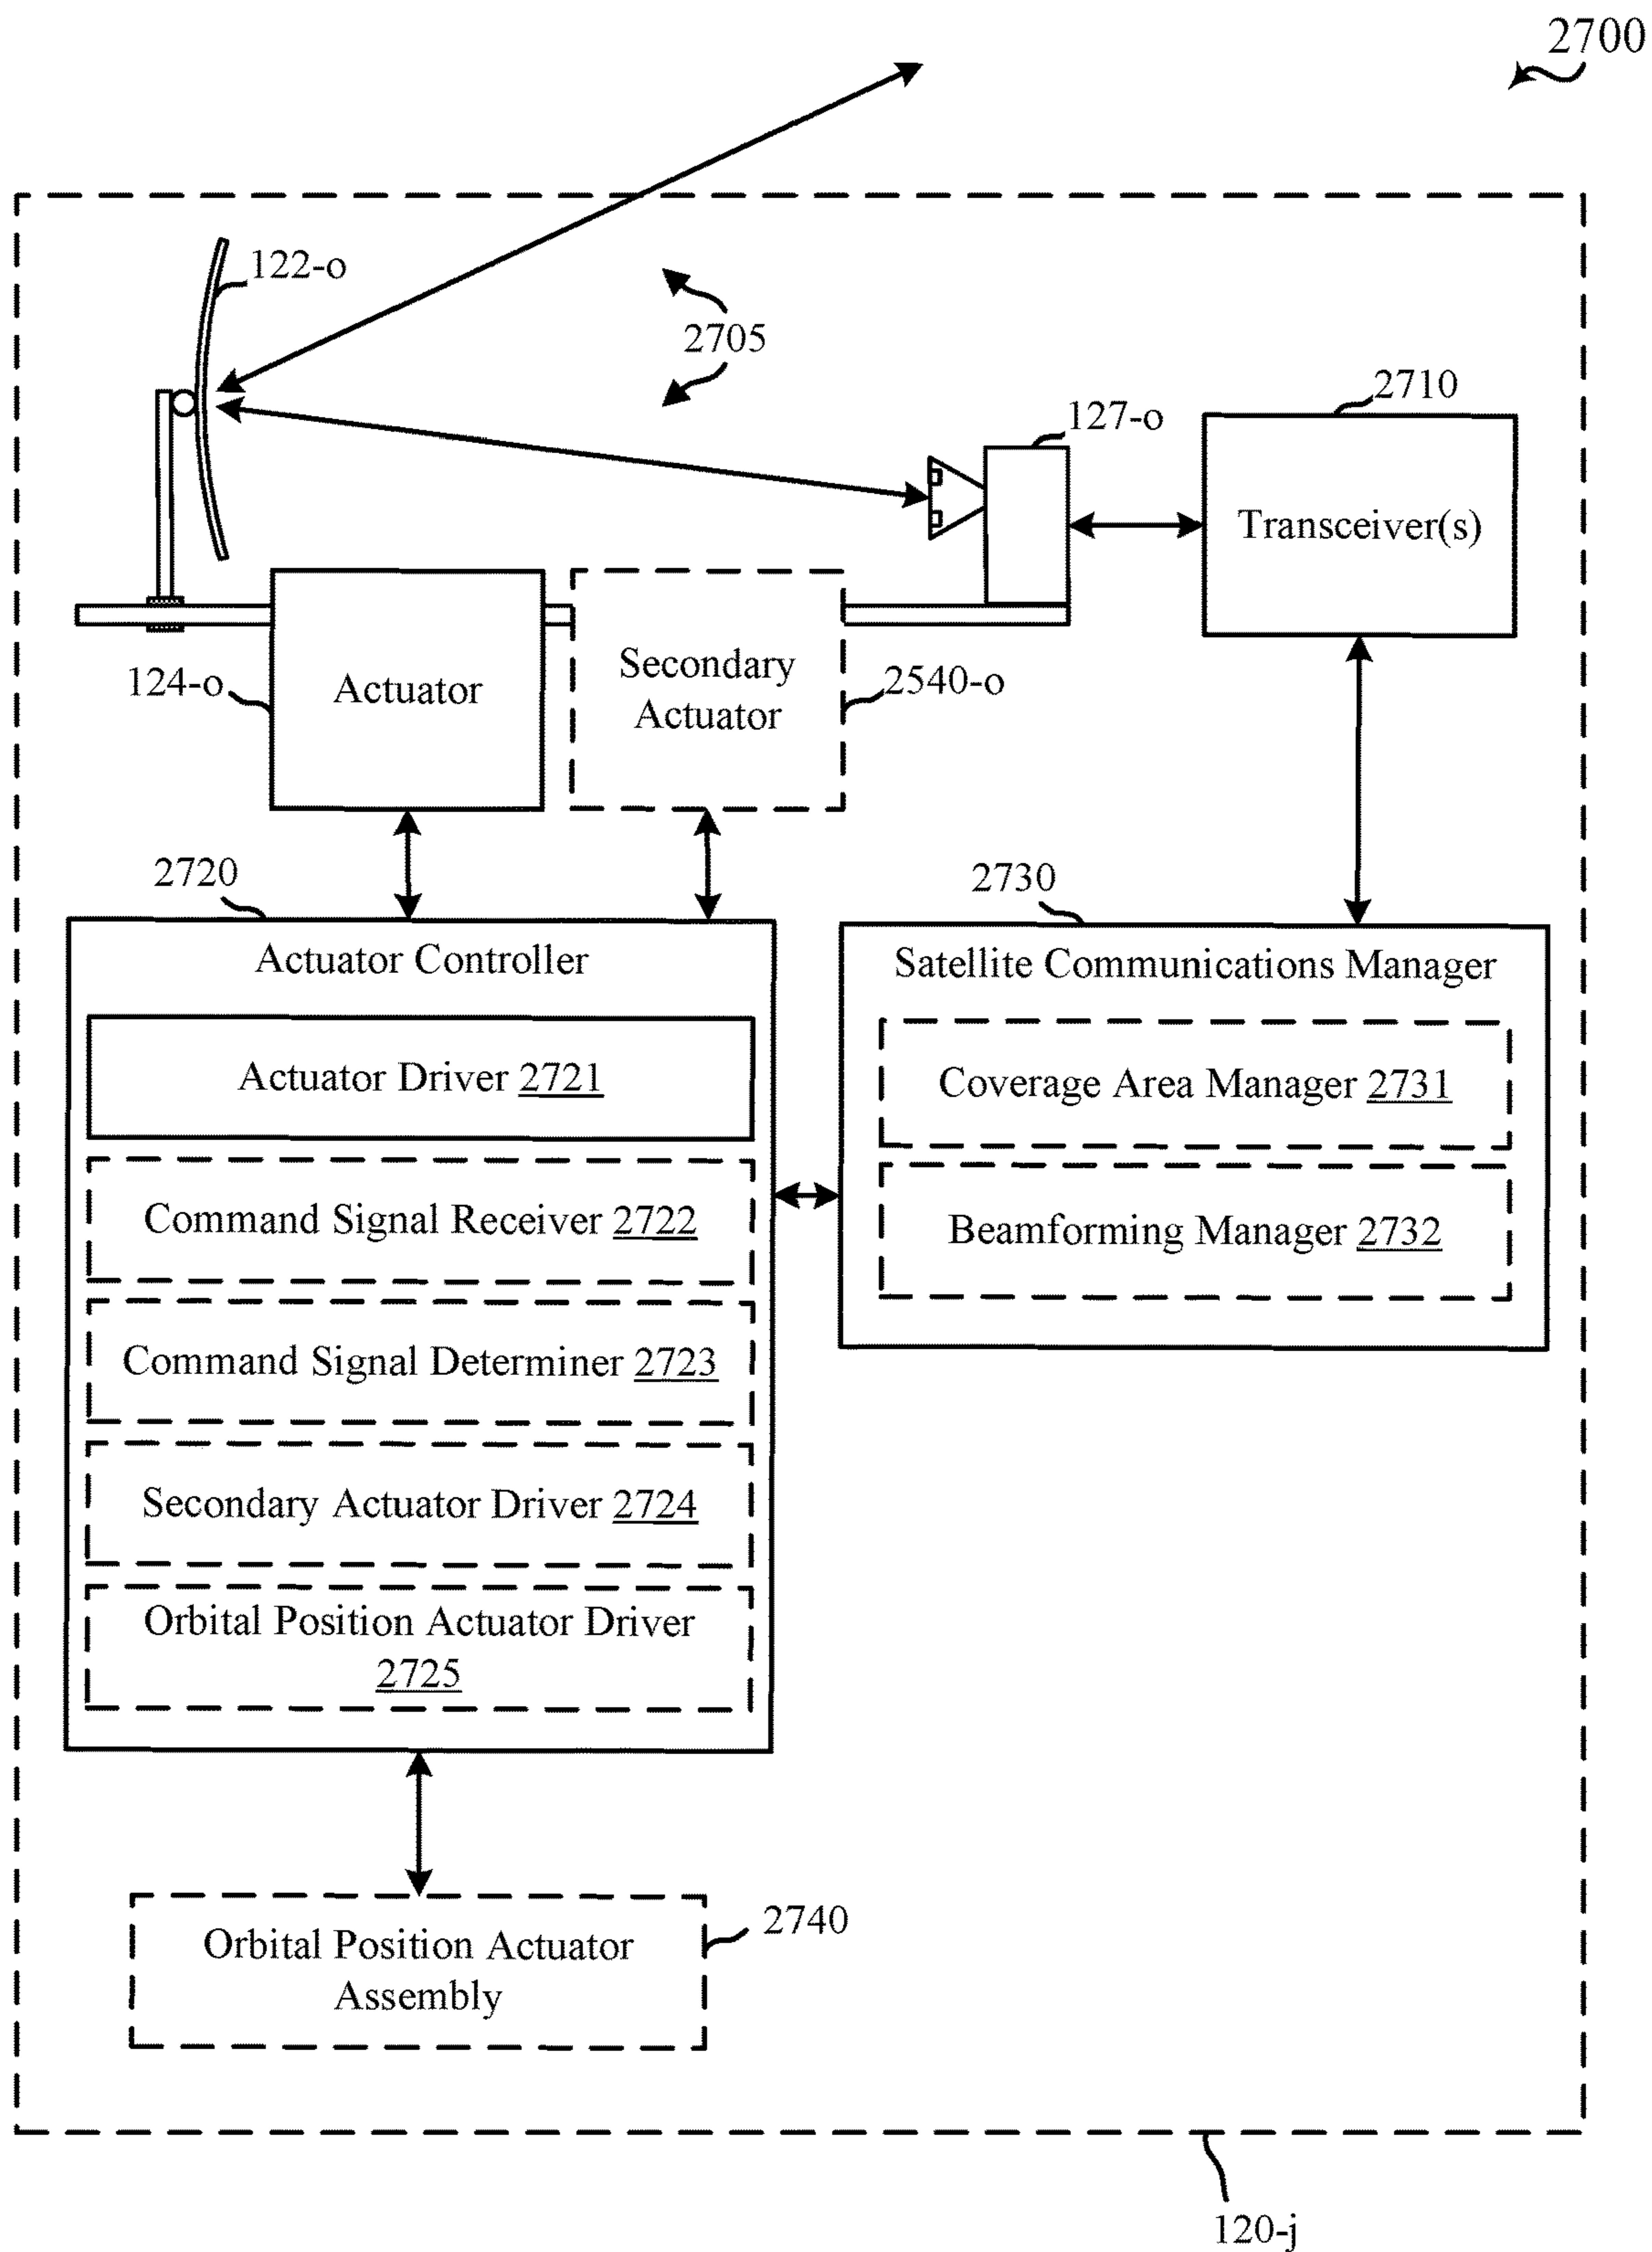 2700
122-o
2705
2710
127-o
Transceiver(s)
124-o
Actuator
Secondary
Actuator
2540-o
2720
2730
Actuator Controller
Actuator Driver 2721
Command Signal Receiver 2722
Command Signal Determiner 2723
Secondary Actuator Driver 2724
Orbital Position Actuator Driver
2725
Satellite Communications Manager
Coverage Area Manager 2731
Beamforming Manager 2732
Orbital Position Actuator
Assembly
2740
120-j